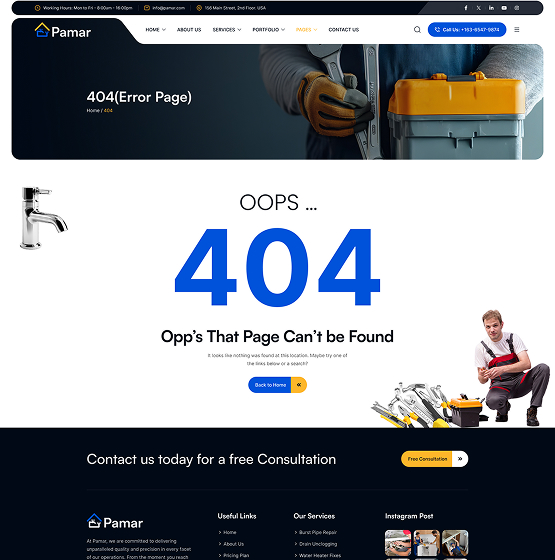 Working Hours: Mon to Fri - 8:00am - 16:00pm info@pamar.com 156 Main Street, 2nd Floor, USA
Pamar HOME ABOUT US SERVICES PORTFOLIO PAGES CONTACT US Call Us: +163-6547-9874
404(Error Page)
Home / 404
OOPS ...
404
Opp's That Page Can't be Found
It looks like nothing was found at this location. Maybe try one of
the links below or a search?
Back to Home
Contact us today for a free Consultation
Free Consultation
Pamar
At Pamar, we are committed to delivering
unparalleled quality and precision in every facet
of our operations. From the moment you reach
Useful Links
Home
About Us
Pricing Plan
Our Services
Burst Pipe Repair
Drain Unclogging
Water Heater Fixes
Instagram Post